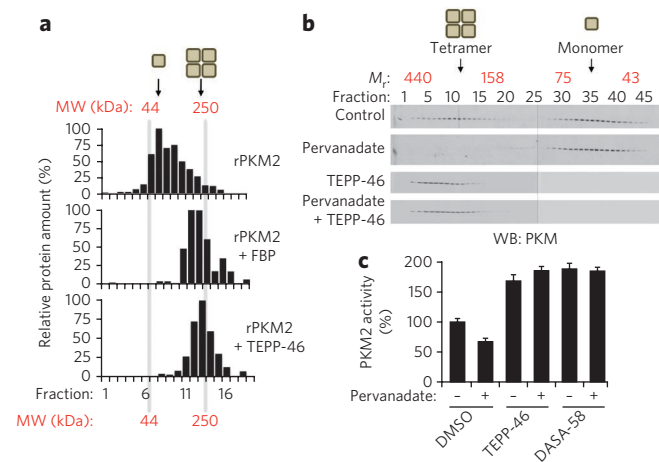 a
MW (kDa): 44 250
Relative protein amount (%)
100
75
50
25
0
rPKM2
100
75
50
25
0
rPKM2
+ FBP
100
75
50
25
0
rPKM2
+ TEPP-46
Fraction: 1 6 11 16
MW (kDa): 44 250
b
Tetramer Monomer
Mr: 440 158 75 43
Fraction: 1 5 10 15 20 25 30 35 40 45
Control
Pervanadate
TEPP-46
Pervanadate
+ TEPP-46
WB: PKM
c
PKM2 activity
(%)
200
150
100
50
0
Pervanadate: – + – + – +
DMSO TEPP-46 DASA-58